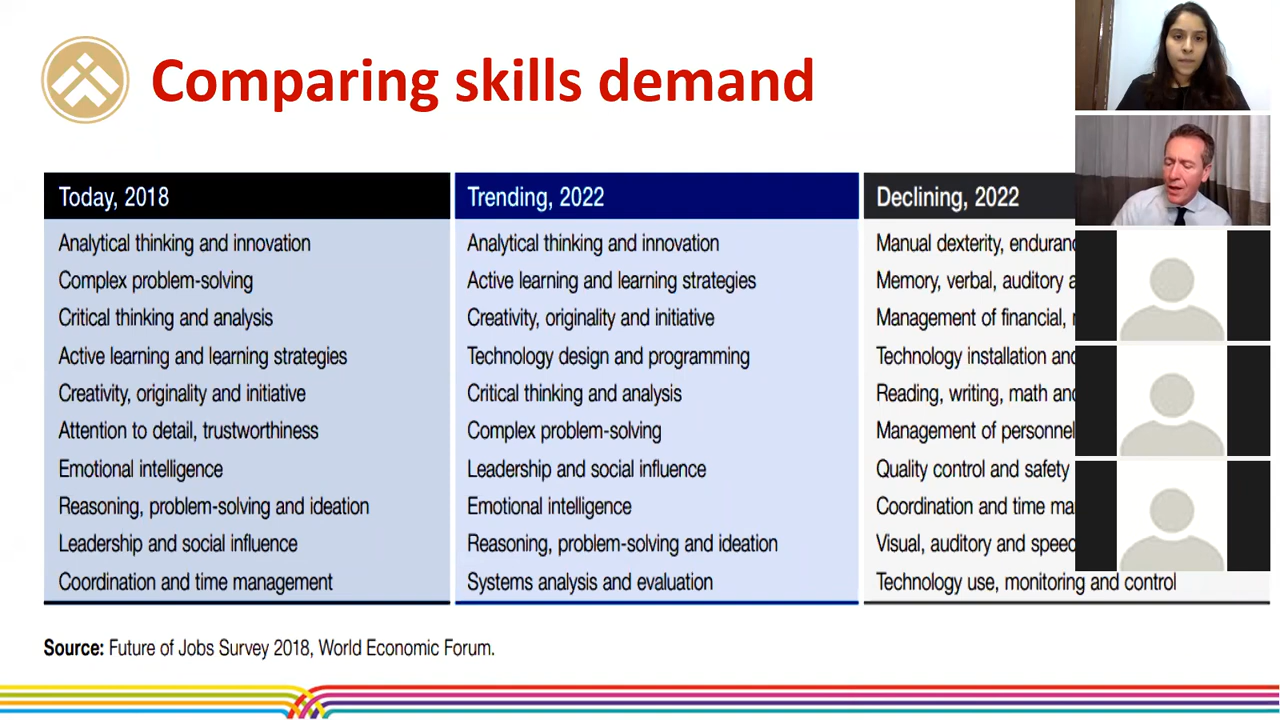 Comparing skills demand
Today, 2018
Analytical thinking and innovation
Complex problem-solving
Critical thinking and analysis
Active learning and learning strategies
Creativity, originality and initiative
Attention to detail, trustworthiness
Emotional intelligence
Reasoning, problem-solving and ideation
Leadership and social influence
Coordination and time management
Trending, 2022
Analytical thinking and innovation
Active learning and learning strategies
Creativity, originality and initiative
Technology design and programming
Critical thinking and analysis
Complex problem-solving
Leadership and social influence
Emotional intelligence
Reasoning, problem-solving and ideation
Systems analysis and evaluation
Declining, 2022
Manual dexterity,
Memory, verbal, auditory
Management of financial,
Technology installation and
Reading, writing, math and
Management of personnel
Quality control and safety
Coordination and time
Visual, auditory and
Technology use, monitoring and control
Source: Future of Jobs Survey 2018, World Economic Forum.